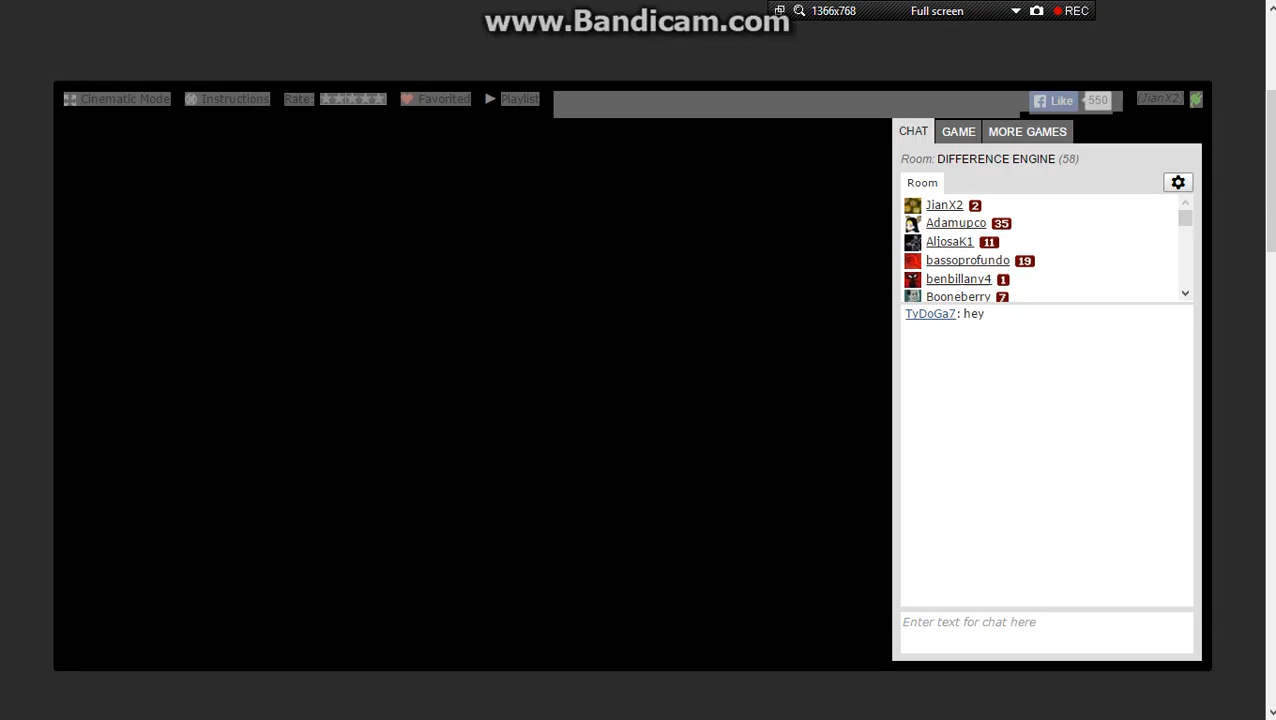 www.Bandicam.com
1366x768 Full screen REC
Cinematic Mode Instructions Rate: Favorited Playlist Like 550 (JianX2)
CHAT GAME MORE GAMES
Room: DIFFERENCE ENGINE (58)
Room
JianX2 2
Adamupco 35
AljosaK1 11
bassoprofundo 19
benbillany4 1
Booneberry 7
TyDoGa7: hey
Enter text for chat here